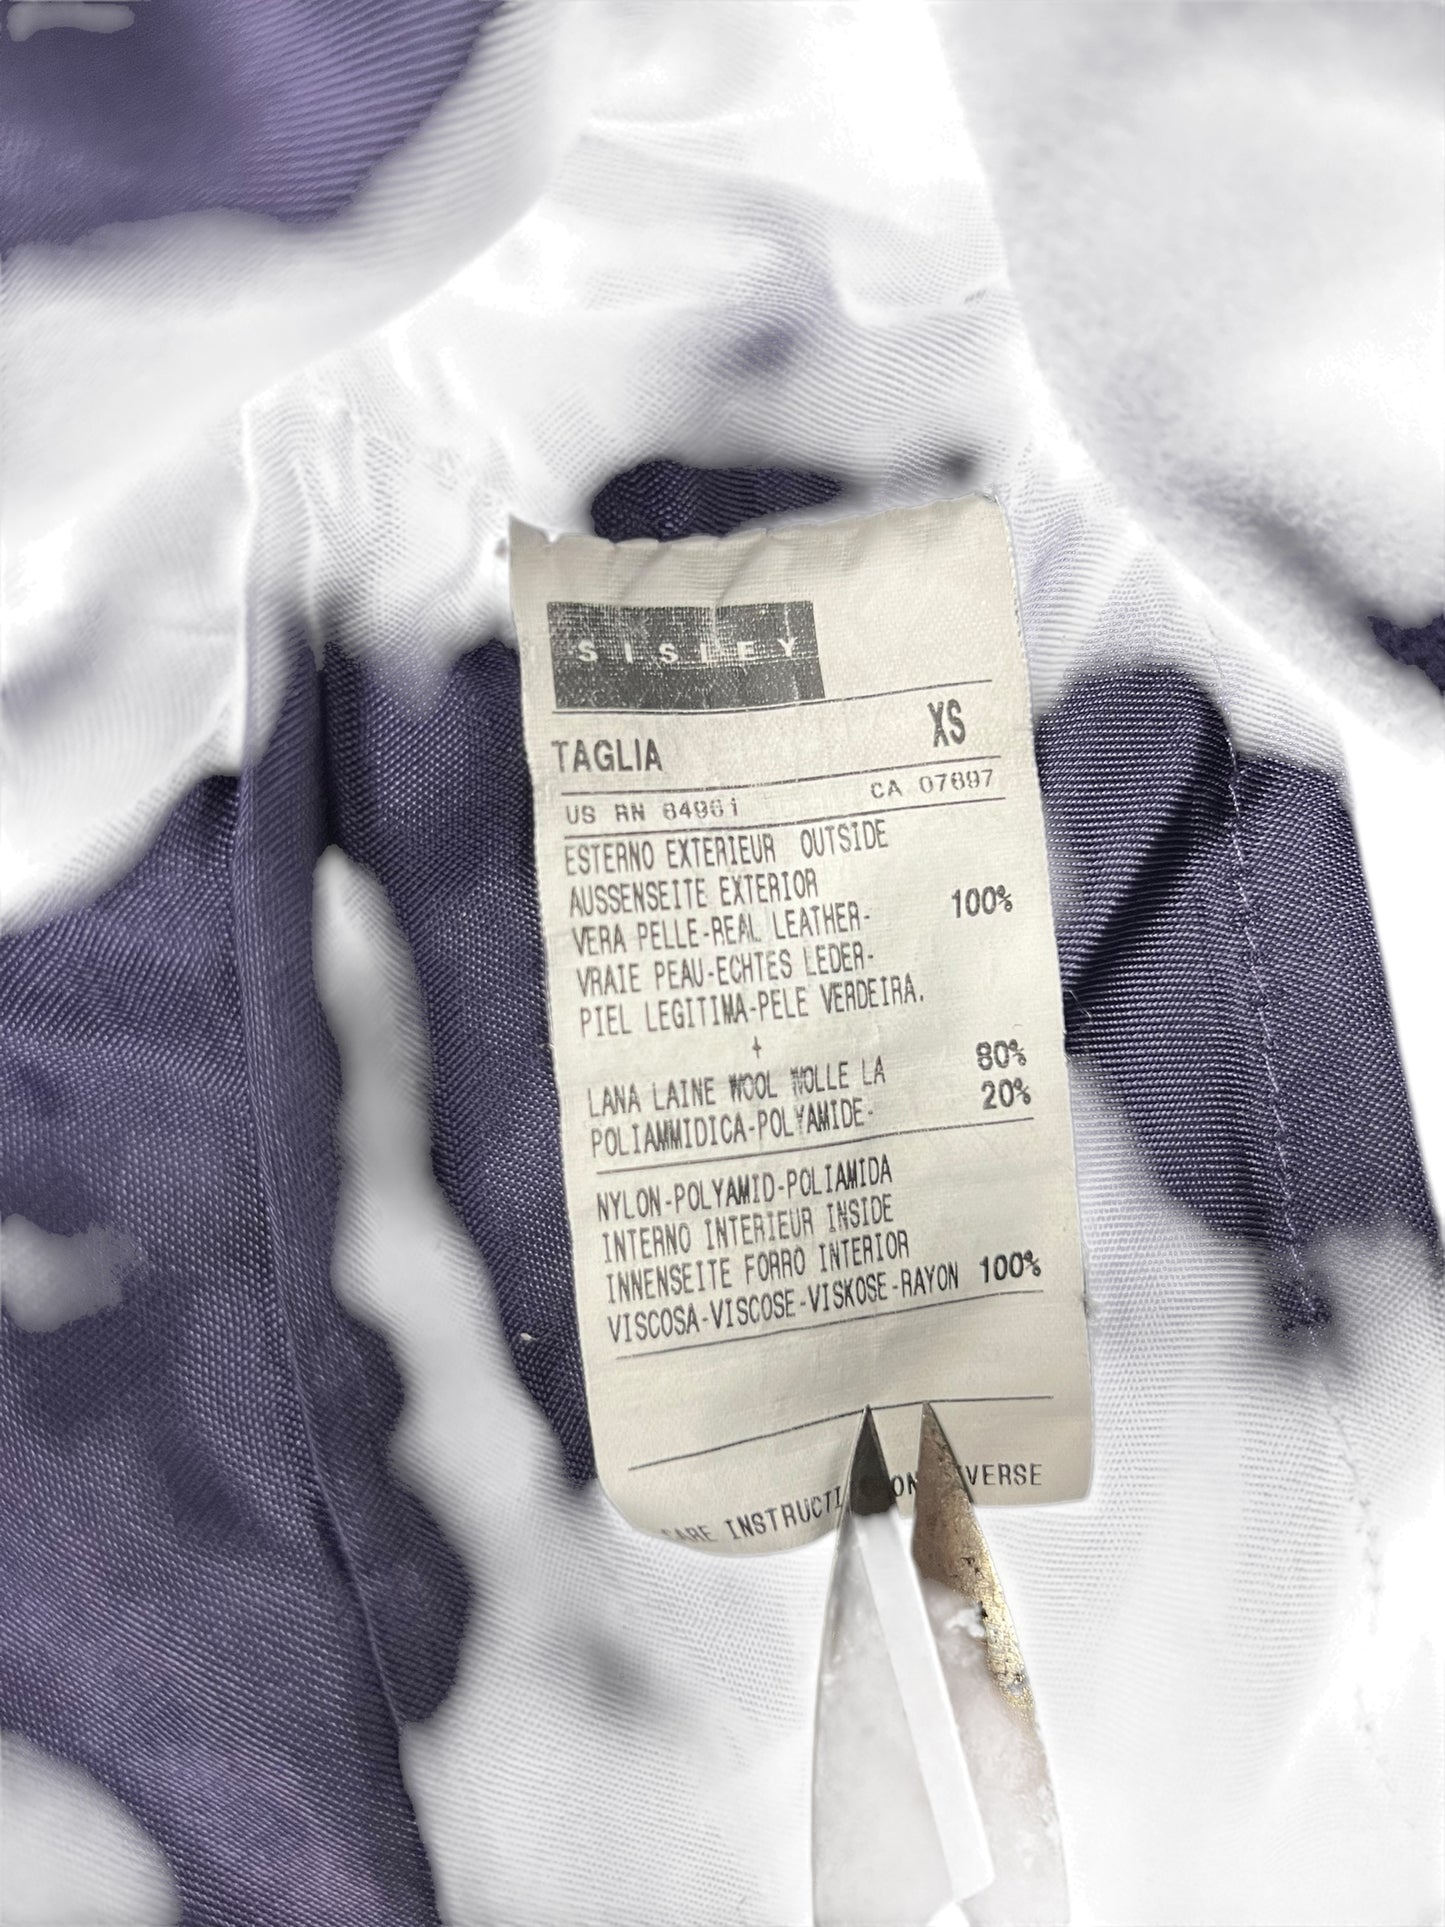 SISLEY
TAGLIA XS
US RN 84961 CA 07897
ESTERNO EXTERIEUR OUTSIDE
AUSSENSEITE EXTERIOR
VERA PELLE-REAL LEATHER- 100%
VRAIE PEAU-ECHTES LEDER-
PIEL LEGITIMA-PELE VERDEIRA.
+
LANA LAINE WOOL WOLLE LA 80%
POLIAMMIDICA-POLYAMIDE- 20%
NYLON-POLYAMID-POLIAMIDA
INTERNO INTERIEUR INSIDE
INNENSEITE FORRO INTERIOR
VISCOSA-VISCOSE-VISKOSE-RAYON 100%
CARE ON